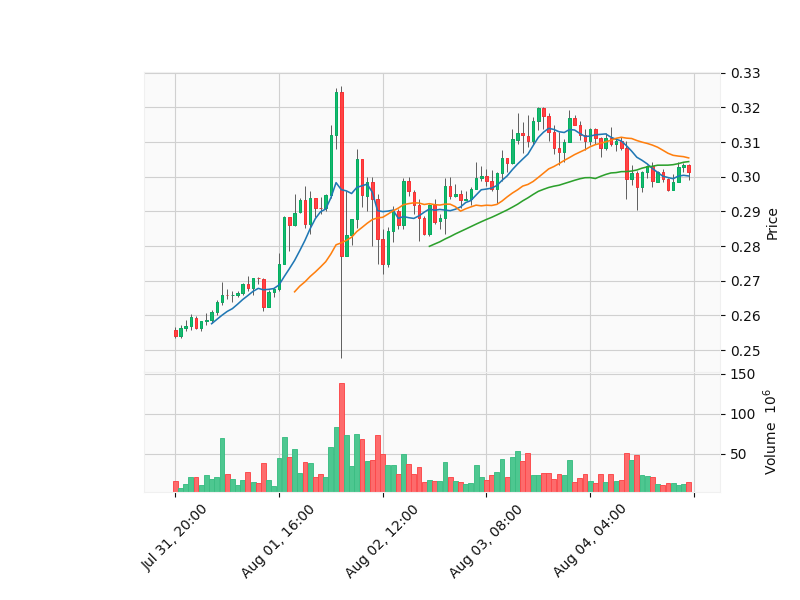 0.33
0.32
0.31
0.30
0.29
0.28
0.27
0.26
0.25
Price
150
100
50
Volume 10^6
Jul 31, 20:00
Aug 01, 16:00
Aug 02, 12:00
Aug 03, 08:00
Aug 04, 04:00